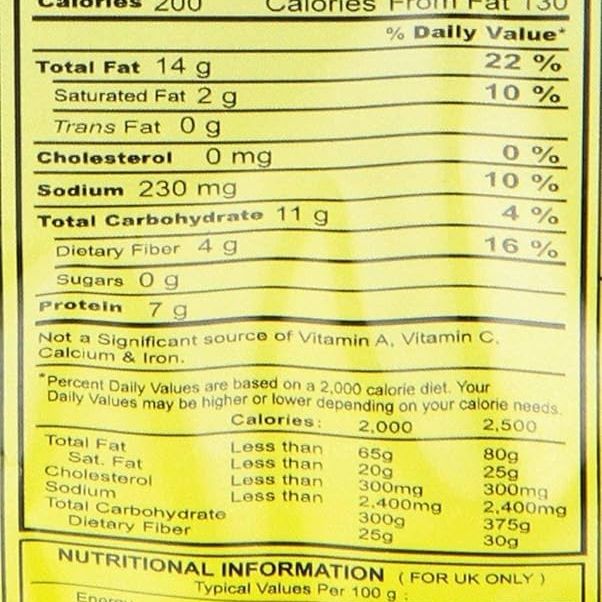 Calories 200 Calories From Fat 130
% Daily Value*
Total Fat 14 g 22 %
Saturated Fat 2 g 10 %
Trans Fat 0 g
Cholesterol 0 mg 0 %
Sodium 230 mg 10 %
Total Carbohydrate 11 g 4 %
Dietary Fiber 4 g 16 %
Sugars 0 g
Protein 7 g
Not a Significant source of Vitamin A, Vitamin C,
Calcium & Iron.
*Percent Daily Values are based on a 2,000 calorie diet. Your
Daily Values may be higher or lower depending on your calorie needs.
Calories: 2,000 2,500
Total Fat Less than 65g 80g
Sat. Fat Less than 20g 25g
Cholesterol Less than 300mg 300mg
Sodium Less than 2,400mg 2,400mg
Total Carbohydrate 300g 375g
Dietary Fiber 25g 30g
NUTRITIONAL INFORMATION ( FOR UK ONLY )
Typical Values Per 100 g :
Energy